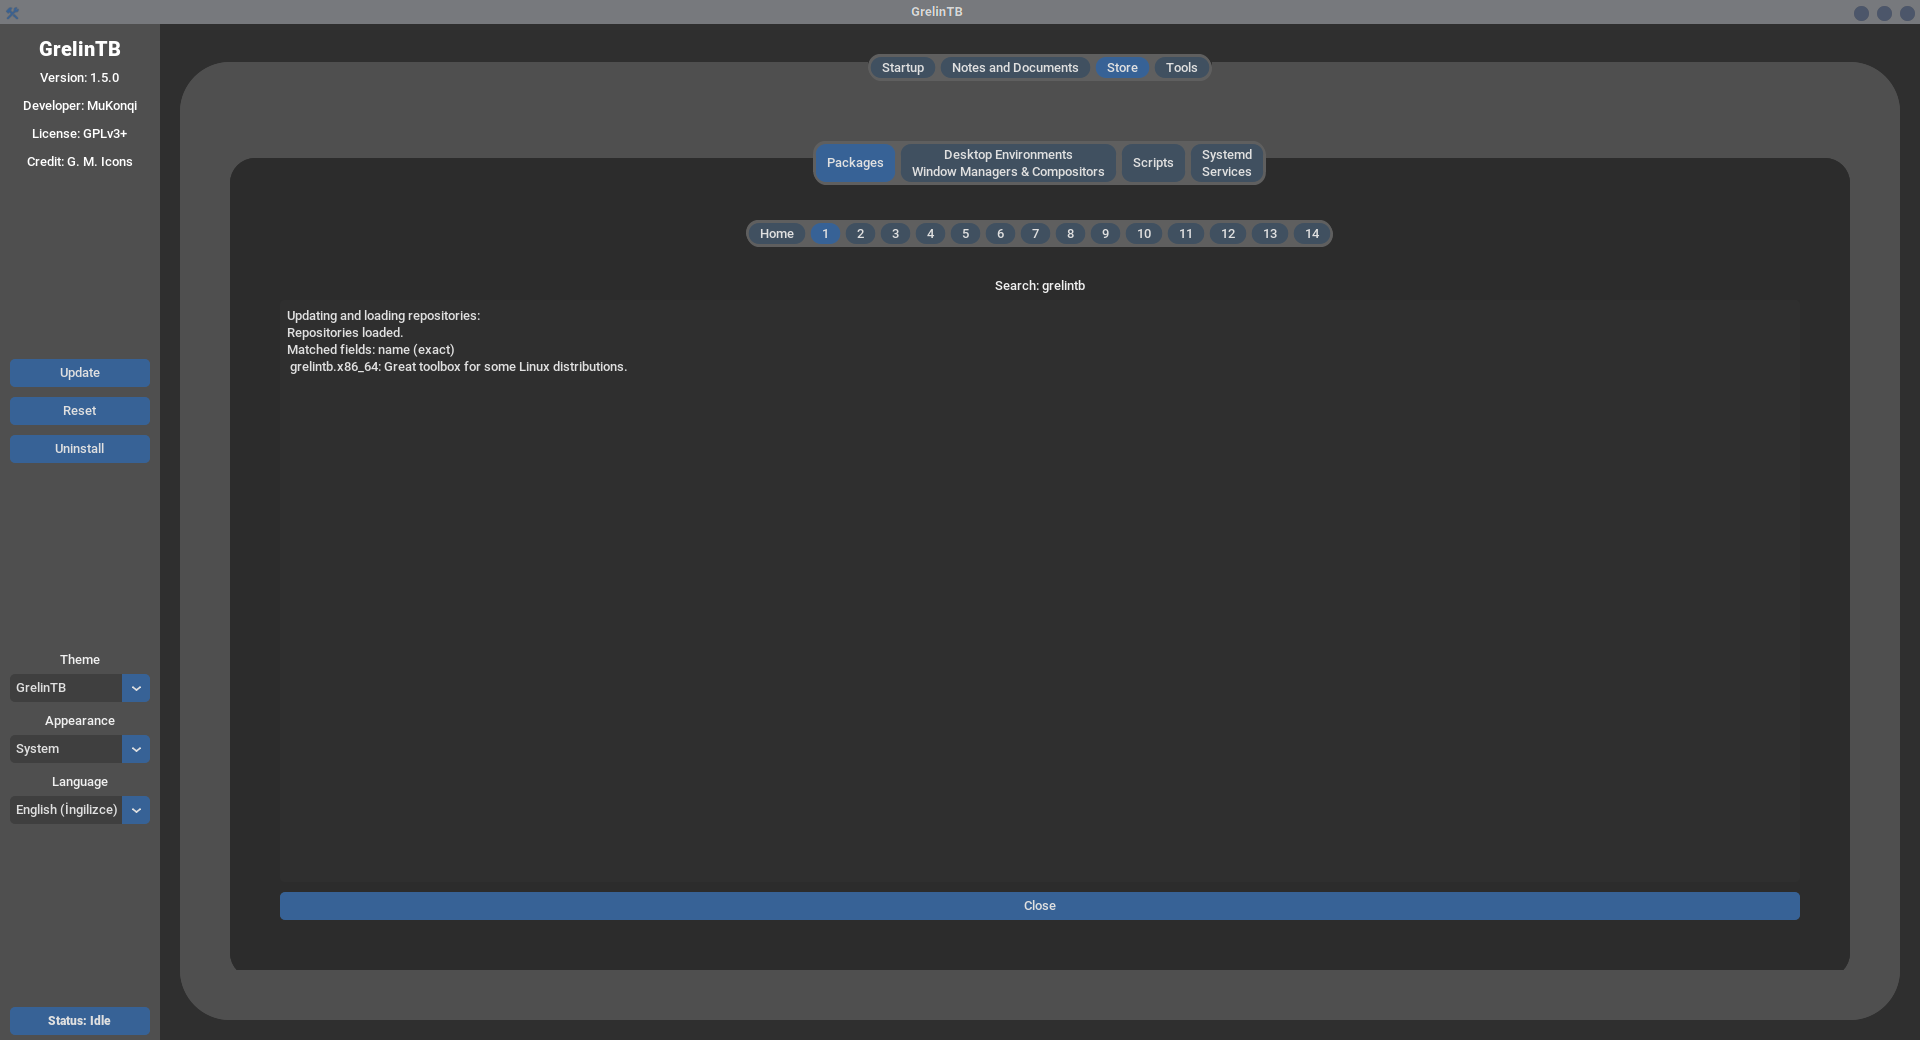 GrelinTB
GrelinTB
Version: 1.5.0
Developer: MuKonqi
License: GPLv3+
Credit: G. M. Icons
Update
Reset
Uninstall
Theme
GrelinTB
Appearance
System
Language
English (İngilizce)
Status: Idle
Startup Notes and Documents Store Tools
Packages
Desktop Environments
Window Managers & Compositors
Scripts
Systemd
Services
Home 1 2 3 4 5 6 7 8 9 10 11 12 13 14
Search: grelintb
Updating and loading repositories:
Repositories loaded.
Matched fields: name (exact)
grelintb.x86_64: Great toolbox for some Linux distributions.
Close